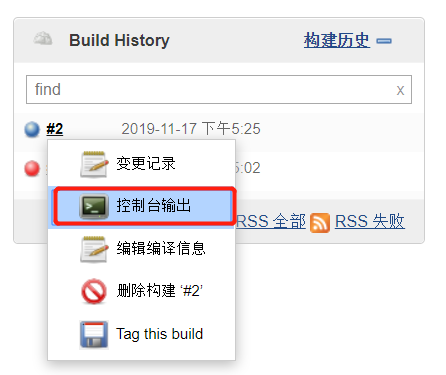 Build History 构建历史
find x
#2 2019-11-17 下午5:25
变更记录 5:02
控制台输出
编辑编译信息 RSS 全部 RSS 失败
删除构建 ‘#2’
Tag this build